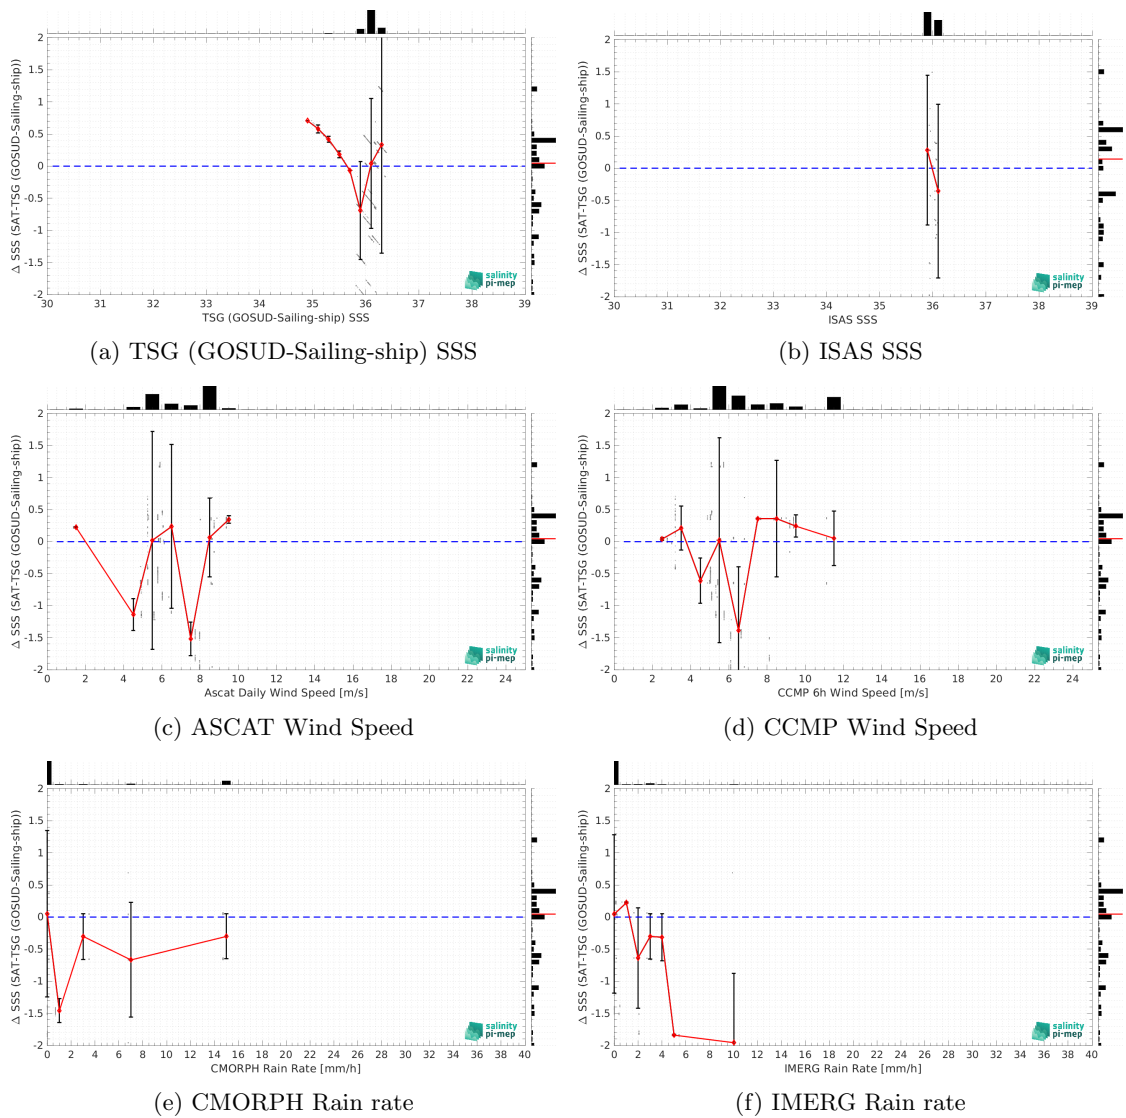 Δ SSS (SAT-TSG (GOSUD-Sailing-ship))
2
1.5
1
0.5
0
-0.5
-1
-1.5
-2
30 31 32 33 34 35 36 37 38 39
TSG (GOSUD-Sailing-ship) SSS
salinity
pi-mep
(a) TSG (GOSUD-Sailing-ship) SSS
Δ SSS (SAT-TSG (GOSUD-Sailing-ship))
2
1.5
1
0.5
0
-0.5
-1
-1.5
-2
30 31 32 33 34 35 36 37 38 39
ISAS SSS
salinity
pi-mep
(b) ISAS SSS
Δ SSS (SAT-TSG (GOSUD-Sailing-ship))
2
1.5
1
0.5
0
-0.5
-1
-1.5
-2
0 2 4 6 8 10 12 14 16 18 20 22 24
Ascat Daily Wind Speed [m/s]
salinity
pi-mep
(c) ASCAT Wind Speed
Δ SSS (SAT-TSG (GOSUD-Sailing-ship))
2
1.5
1
0.5
0
-0.5
-1
-1.5
-2
0 2 4 6 8 10 12 14 16 18 20 22 24
CCMP 6h Wind Speed [m/s]
salinity
pi-mep
(d) CCMP Wind Speed
Δ SSS (SAT-TSG (GOSUD-Sailing-ship))
2
1.5
1
0.5
0
-0.5
-1
-1.5
-2
0 2 4 6 8 10 12 14 16 18 20 22 24 26 28 30 32 34 36 38 40
CMORPH Rain Rate [mm/h]
salinity
pi-mep
(e) CMORPH Rain rate
Δ SSS (SAT-TSG (GOSUD-Sailing-ship))
2
1.5
1
0.5
0
-0.5
-1
-1.5
-2
0 2 4 6 8 10 12 14 16 18 20 22 24 26 28 30 32 34 36 38 40
IMERG Rain Rate [mm/h]
salinity
pi-mep
(f) IMERG Rain rate